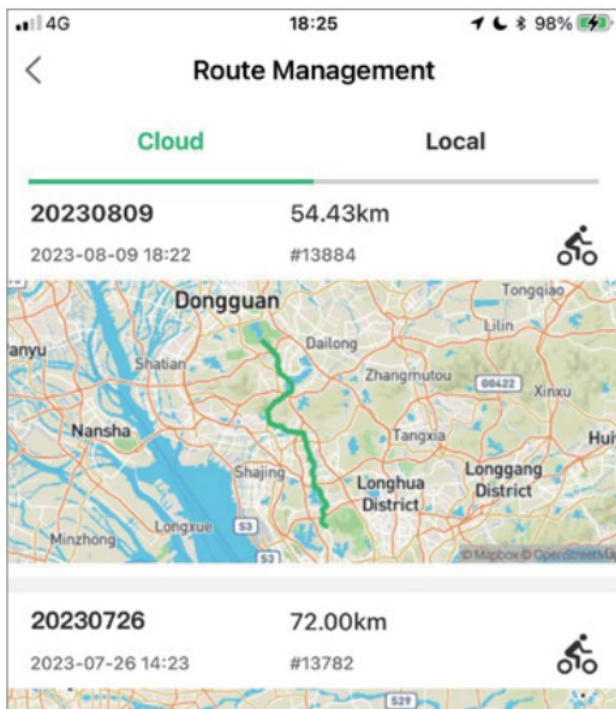 4G 18:25 98%
Route Management
Cloud Local
20230809 54.43km
2023-08-09 18:22 #13884
Dongguan
Tongqiao
Lilin
anyu
Shatian
Dailong
Zhangmutou
G0422
Xinxu
Nansha
Tangxia
Hui
Shajing
Longhua
District
Longgang
District
Longxue
S3
Minzhong
S3
© Mapbox © OpenStreetMap
20230726 72.00km
2023-07-26 14:23 #13782
S29